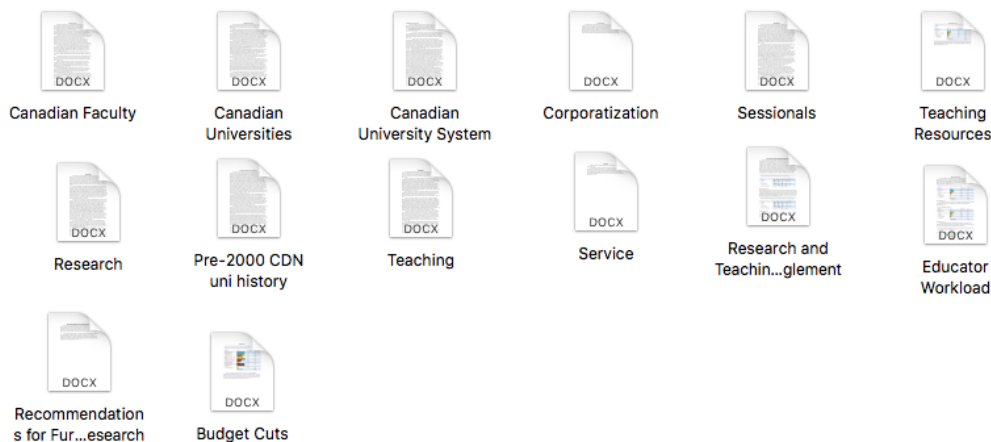 DOCX DOCX DOCX DOCX DOCX DOCX
Canadian Faculty Canadian Canadian Corporatization Sessionals Teaching
Universities University System Resources
DOCX DOCX DOCX DOCX DOCX DOCX
Research Pre-2000 CDN Teaching Service Research and Educator
uni history Teachin...glement Workload
DOCX DOCX
Recommendation Budget Cuts
s for Fur...esearch